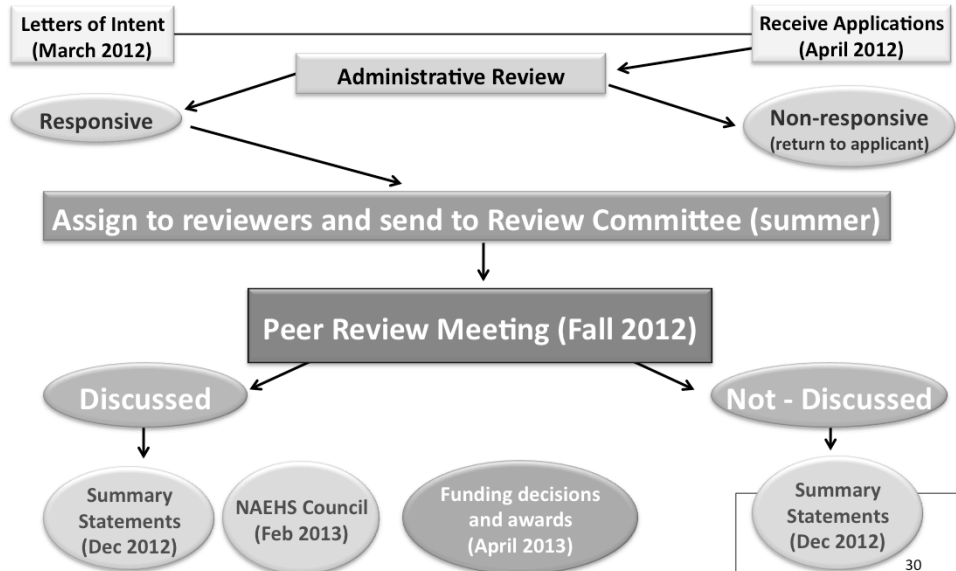 Letters of Intent
(March 2012)
Receive Applications
(April 2012)
Administrative Review
Responsive
Non-responsive
(return to applicant)
Assign to reviewers and send to Review Committee (summer)
Peer Review Meeting (Fall 2012)
Discussed
Not - Discussed
Summary
Statements
(Dec 2012)
NAEHS Council
(Feb 2013)
Funding decisions
and awards
(April 2013)
Summary
Statements
(Dec 2012)
30